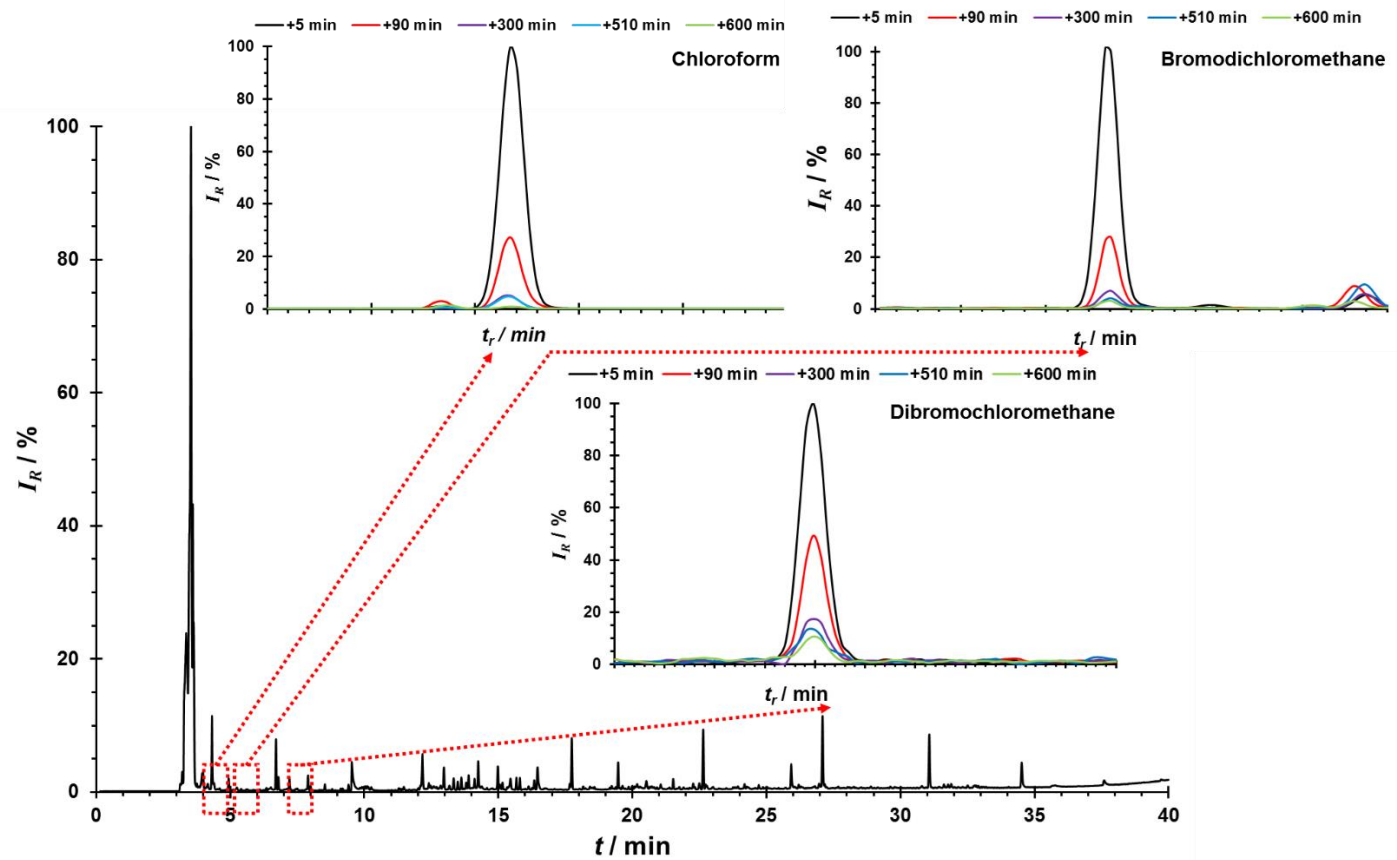 +5 min +90 min +300 min +510 min +600 min
Chloroform
100
80
60
40
20
0
I_R / %
t_r / min
+5 min +90 min +300 min +510 min +600 min
Bromodichloromethane
100
80
60
40
20
0
I_R / %
t_r / min
+5 min +90 min +300 min +510 min +600 min
Dibromochloromethane
100
80
60
40
20
0
I_R / %
t_r / min
100
80
60
40
20
0
I_R / %
0 5 10 15 20 25 30 35 40
t / min